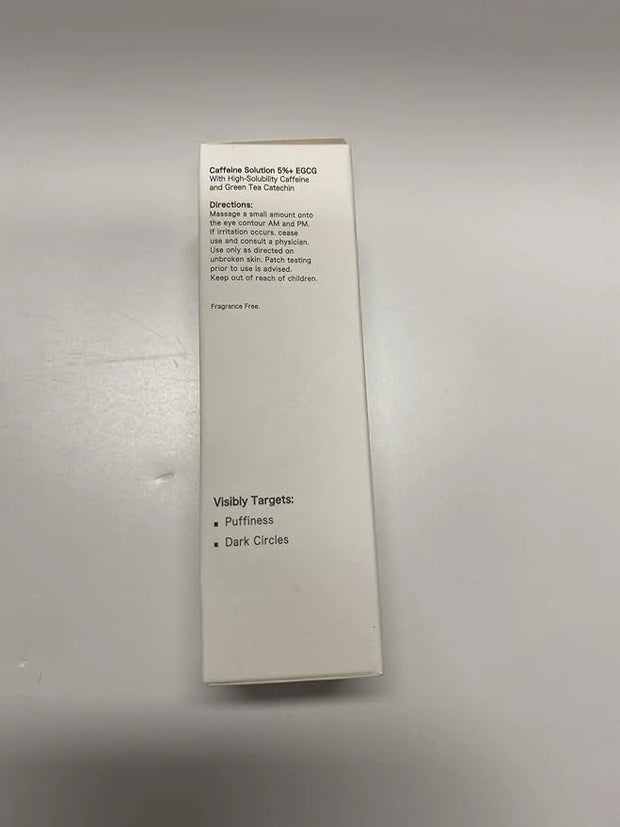 Caffeine Solution 5%+ EGCG
With High-Solubility Caffeine
and Green Tea Catechin
Directions:
Massage a small amount onto
the eye contour AM and PM.
If irritation occurs, cease
use and consult a physician.
Use only as directed on
unbroken skin. Patch testing
prior to use is advised.
Keep out of reach of children.
Fragrance Free.
Visibly Targets:
▪ Puffiness
▪ Dark Circles